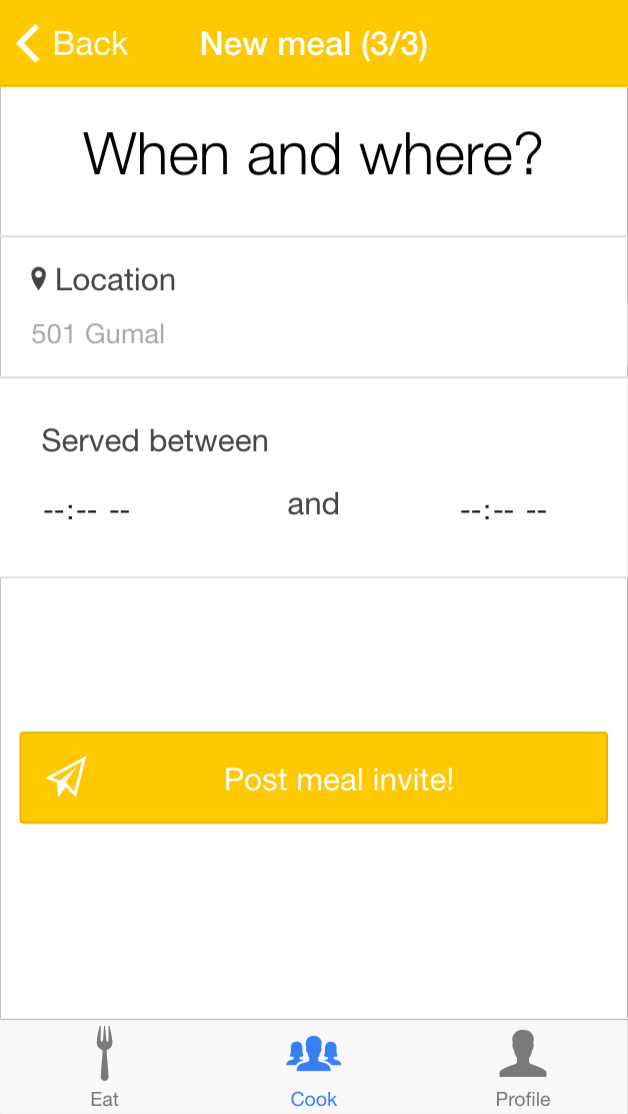 Back
New meal (3/3)
When and where?
Location
501 Gumal
Served between
--:-- -- and --:-- --
Post meal invite!
Eat Cook Profile